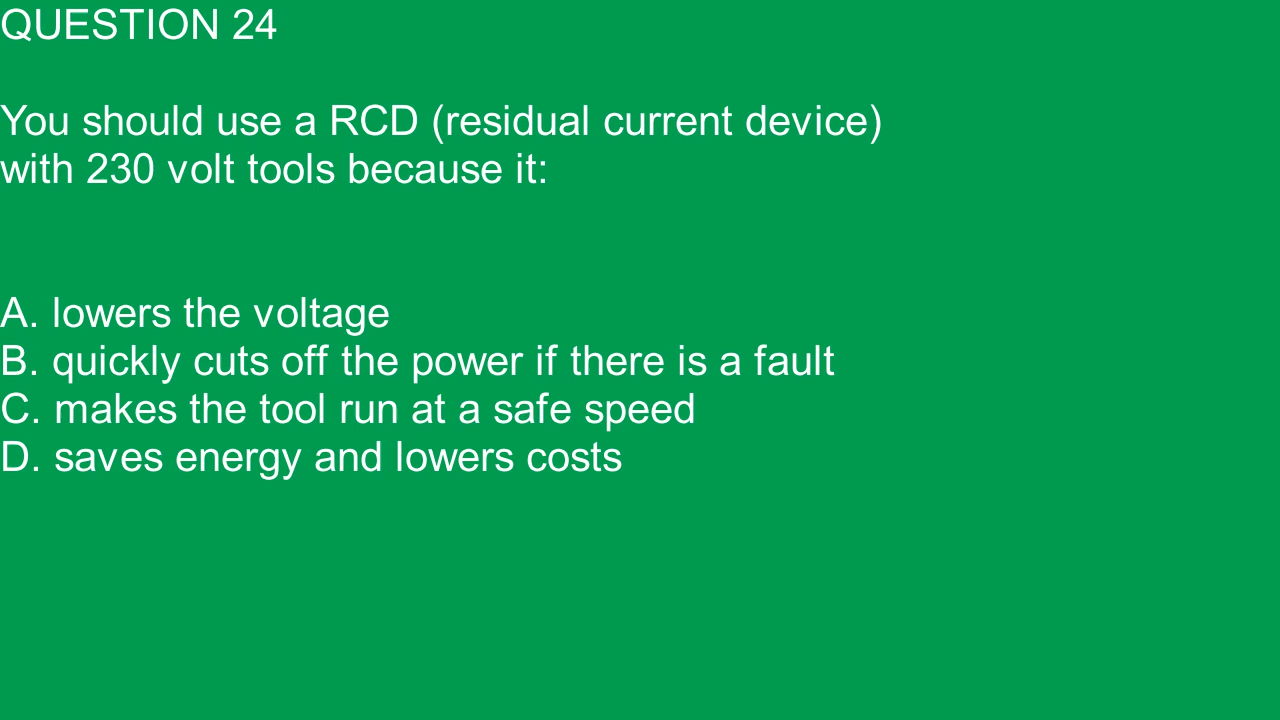 QUESTION 24
You should use a RCD (residual current device)
with 230 volt tools because it:
A. lowers the voltage
B. quickly cuts off the power if there is a fault
C. makes the tool run at a safe speed
D. saves energy and lowers costs